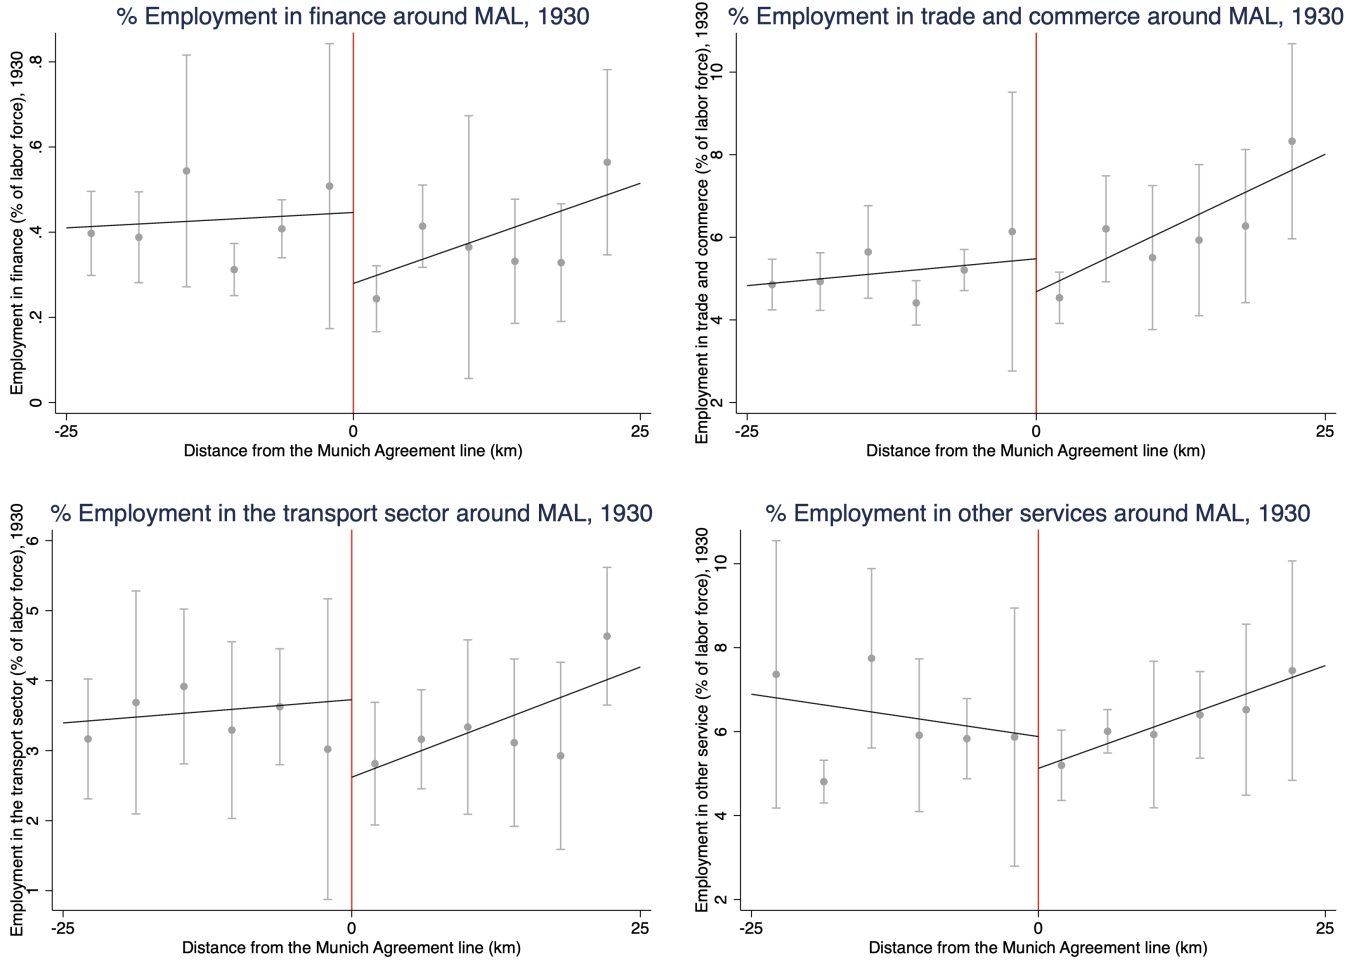 % Employment in finance around MAL, 1930
Employment in finance (% of labor force), 1930
.8
.6
.4
.2
0
-25
0
25
Distance from the Munich Agreement line (km)
% Employment in trade and commerce around MAL, 1930
Employment in trade and commerce (% of labor force), 1930
10
8
6
4
2
-25
0
25
Distance from the Munich Agreement line (km)
% Employment in the transport sector around MAL, 1930
Employment in the transport sector (% of labor force), 1930
6
5
4
3
2
1
-25
0
25
Distance from the Munich Agreement line (km)
% Employment in other services around MAL, 1930
Employment in other service (% of labor force), 1930
10
8
6
4
2
-25
0
25
Distance from the Munich Agreement line (km)